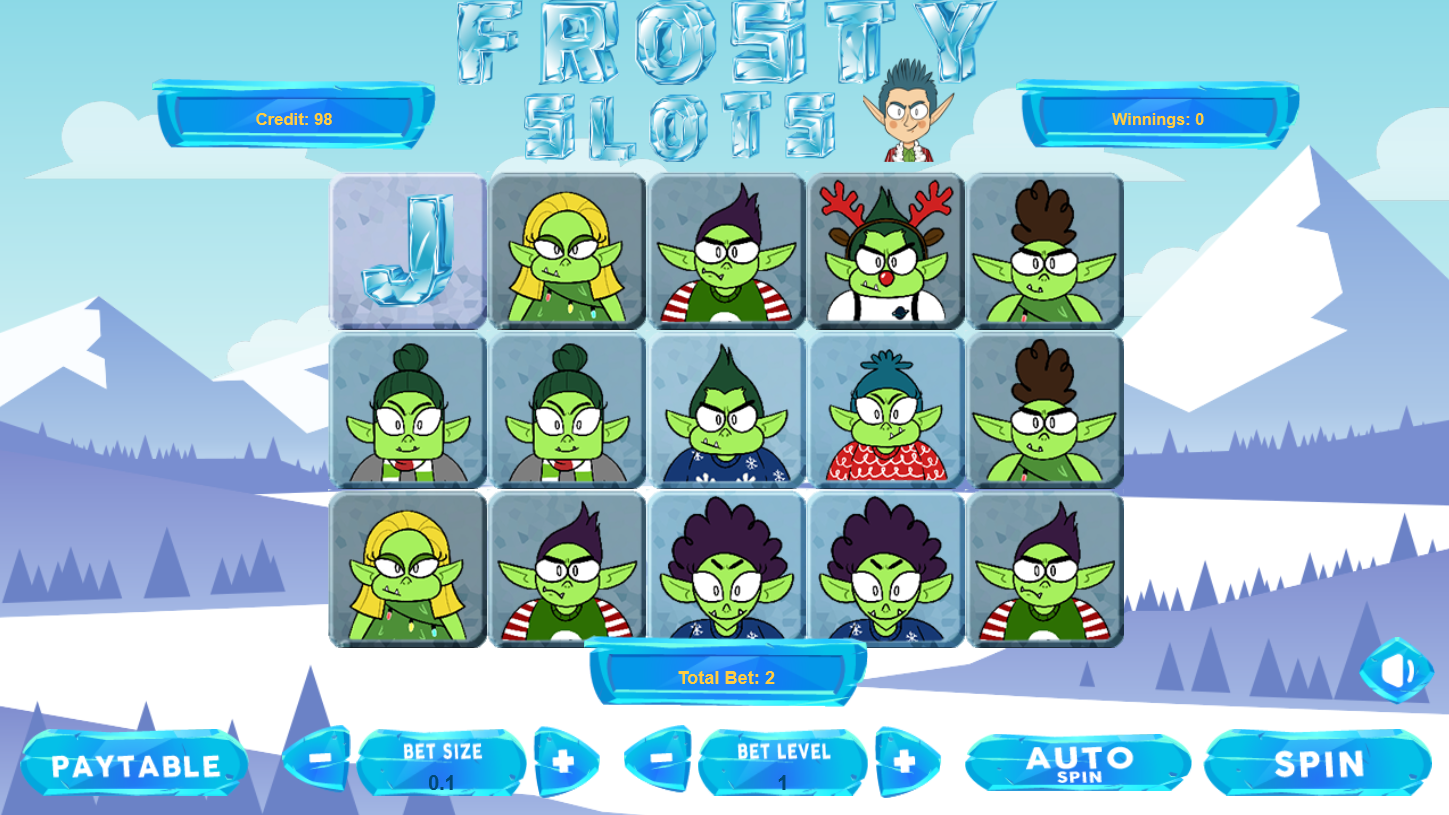 FROSTY
SLOTS
Credit: 98
Winnings: 0
J
Total Bet: 2
PAYTABLE
BET SIZE
0.1
BET LEVEL
1
AUTO
SPIN
SPIN